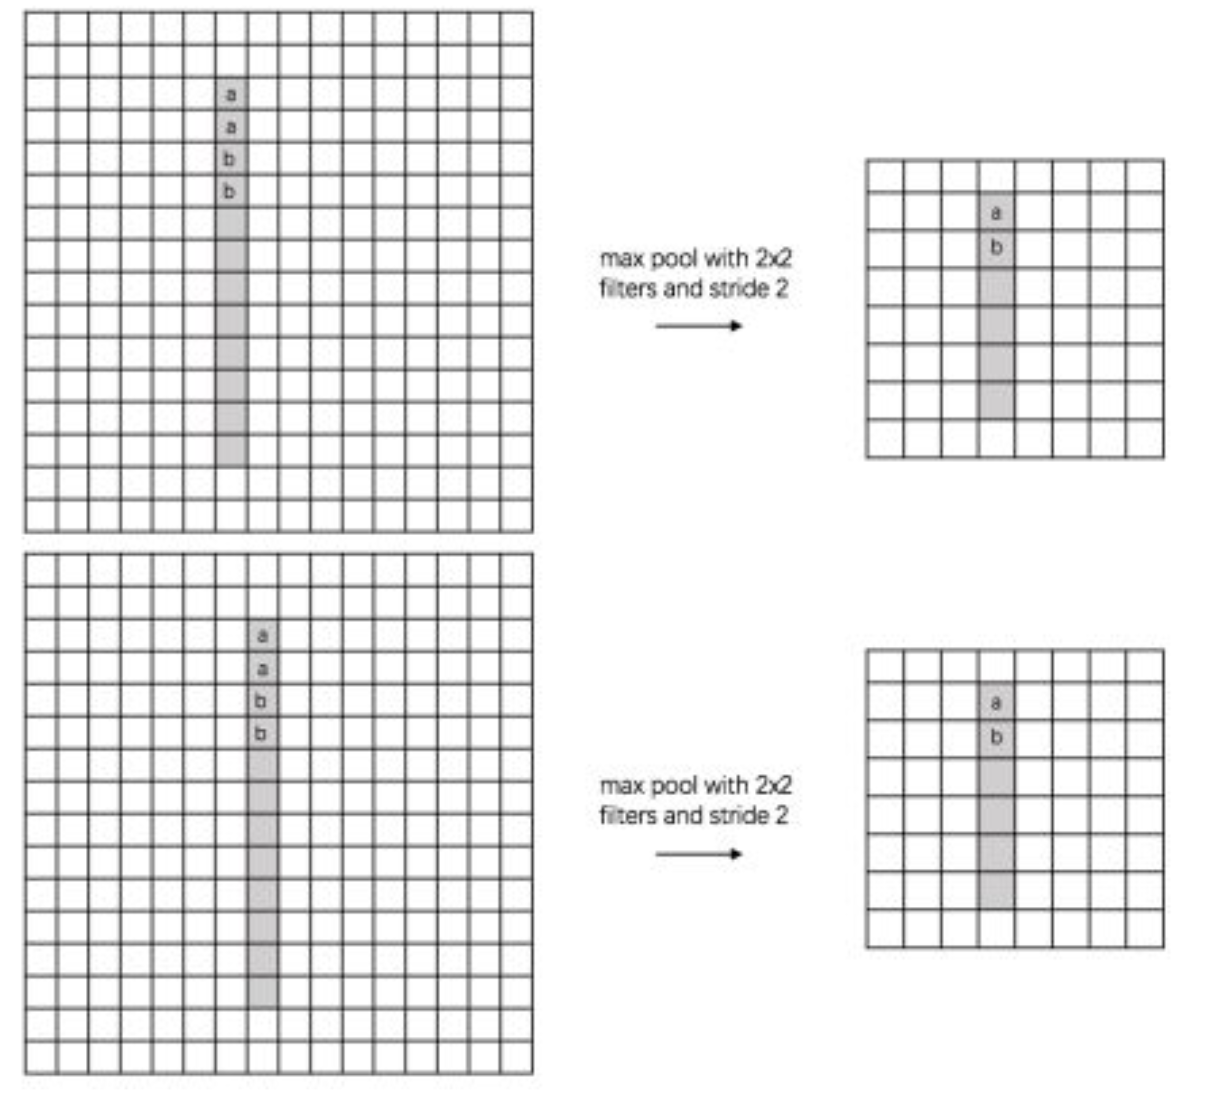 a
a
b
b
max pool with 2x2
filters and stride 2
a
b
a
a
b
b
max pool with 2x2
filters and stride 2
a
b